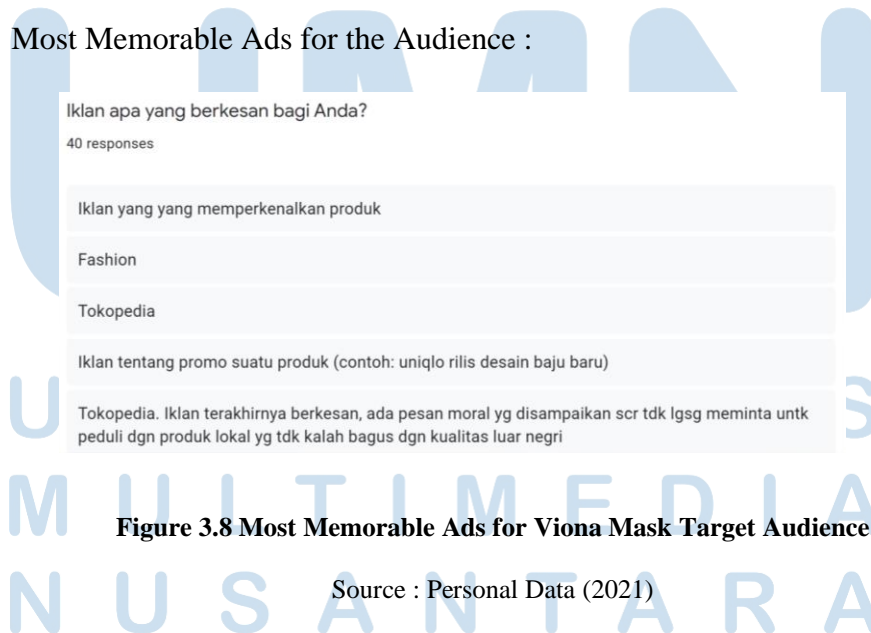 Most Memorable Ads for the Audience :
Iklan apa yang berkesan bagi Anda?
40 responses
Iklan yang yang memperkenalkan produk
Fashion
Tokopedia
Iklan tentang promo suatu produk (contoh: uniqlo rilis desain baju baru)
Tokopedia. Iklan terakhirnya berkesan, ada pesan moral yg disampaikan scr tdk lgsg meminta untk
peduli dgn produk lokal yg tdk kalah bagus dgn kualitas luar negri
U S
M U L T I M E D I A
Figure 3.8 Most Memorable Ads for Viona Mask Target Audience
Source : Personal Data (2021)
N U S A N T A R A